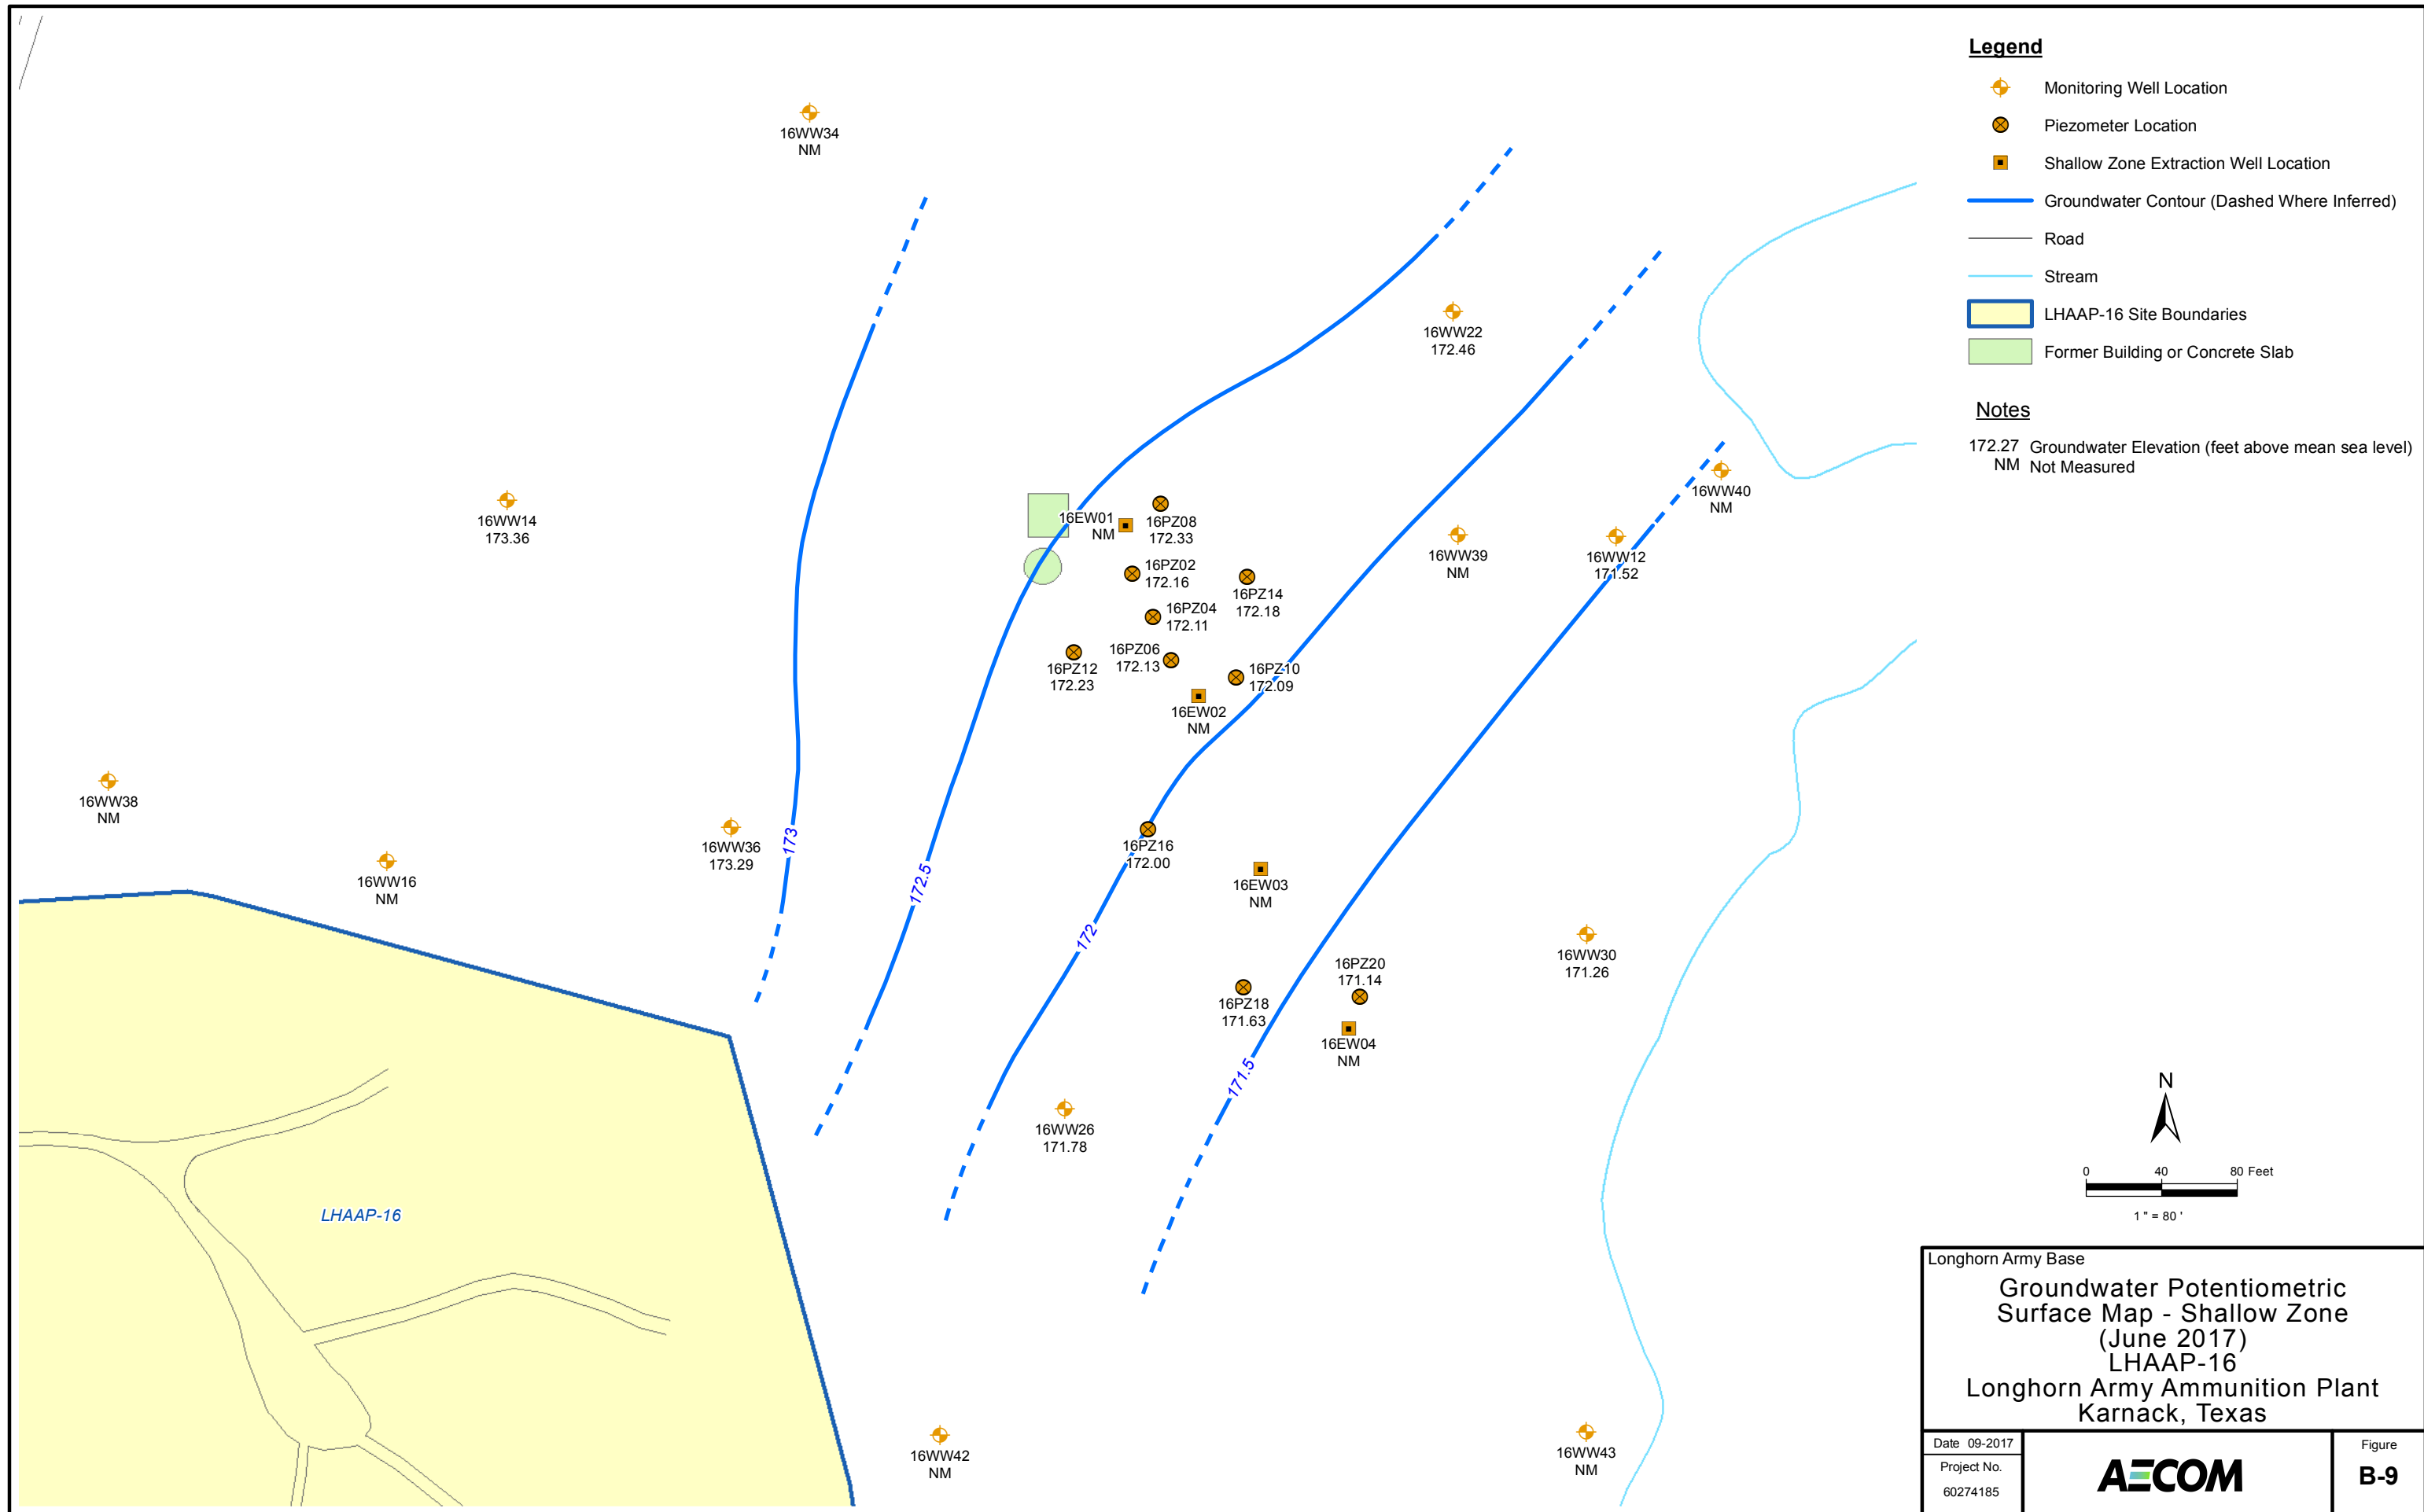 16WW34
NM
16WW22
172.46
16WW14
173.36
16EW01
NM
16PZ08
172.33
16WW40
NM
16WW39
NM
16WW12
171.52
16PZ02
172.16
16PZ14
172.18
16PZ04
172.11
16PZ12
172.23
16PZ06
172.13
16PZ10
172.09
16EW02
NM
16WW38
NM
16WW16
NM
16WW36
173.29
173
172.5
16PZ16
172.00
172
16EW03
NM
16WW30
171.26
16PZ20
171.14
16PZ18
171.63
16EW04
NM
171.5
16WW26
171.78
LHAAP-16
16WW42
NM
16WW43
NM
Legend
Monitoring Well Location
Piezometer Location
Shallow Zone Extraction Well Location
Groundwater Contour (Dashed Where Inferred)
Road
Stream
LHAAP-16 Site Boundaries
Former Building or Concrete Slab
Notes
172.27 Groundwater Elevation (feet above mean sea level)
NM Not Measured
N
0 40 80 Feet
1 " = 80 '
Longhorn Army Base
Groundwater Potentiometric
Surface Map - Shallow Zone
(June 2017)
LHAAP-16
Longhorn Army Ammunition Plant
Karnack, Texas
Date 09-2017
Project No.
60274185
AECOM
Figure
B-9